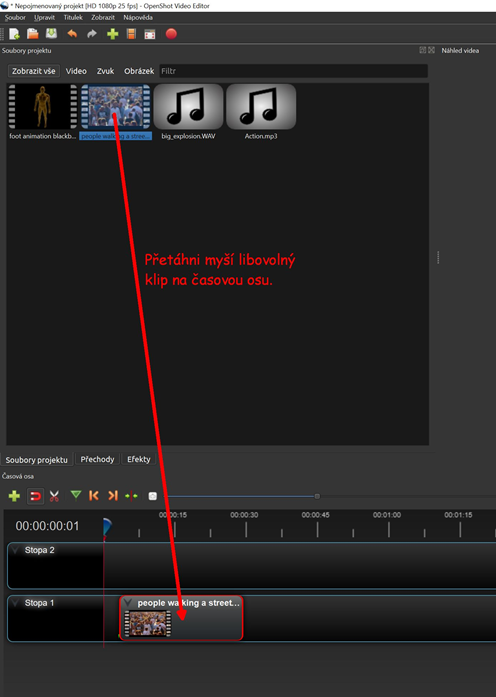 * Nepojmenovaný projekt [HD 1080p 25 fps] - OpenShot Video Editor
Soubor Upravit Titulek Zobrazit Nápověda
Soubory projektu Náhled videa
Zobrazit vše Video Zvuk Obrázek Filtr
foot animation blackb... people walking a stree... big_explosion.WAV Action.mp3
Přetáhni myší libovolný
klip na časovou osu.
Soubory projektu Přechody Efekty
Časová osa
00:00:00:01 00:00:15 00:00:30 00:00:45 00:01:00 00:01:15
Stopa 2
Stopa 1 people walking a street...